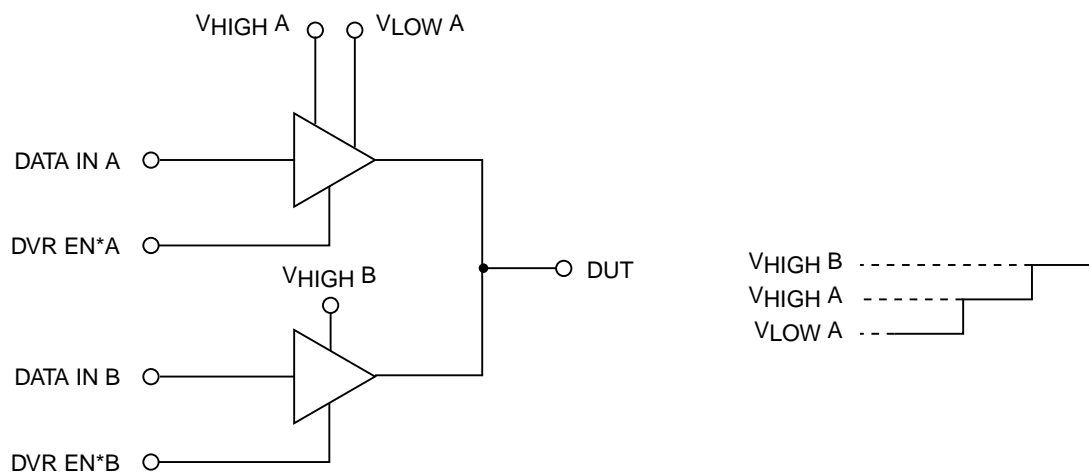 VHIGH A
VLOW A
DATA IN A
DVR EN*A
VHIGH B
DUT
DATA IN B
DVR EN*B
VHIGH B
VHIGH A
VLOW A